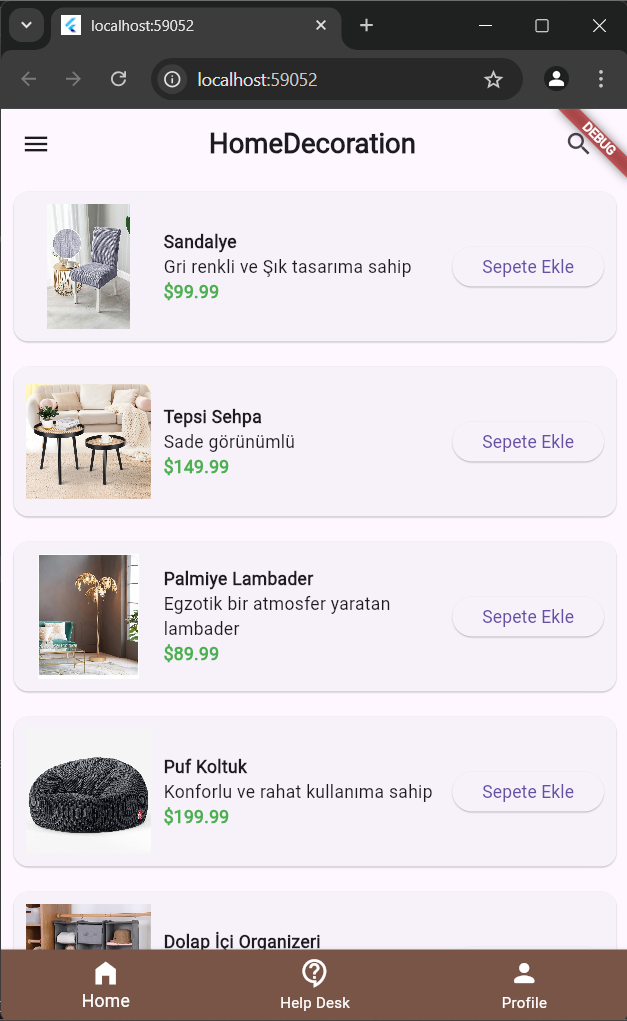 localhost:59052
localhost:59052
HomeDecoration
DEBUG
Sandalye
Gri renkli ve Şık tasarıma sahip
$99.99
Sepete Ekle
Tepsi Sehpa
Sade görünümlü
$149.99
Sepete Ekle
Palmiye Lambader
Egzotik bir atmosfer yaratan
lambader
$89.99
Sepete Ekle
Puf Koltuk
Konforlu ve rahat kullanıma sahip
$199.99
Sepete Ekle
Dolap İçi Organizeri
Home
Help Desk
Profile